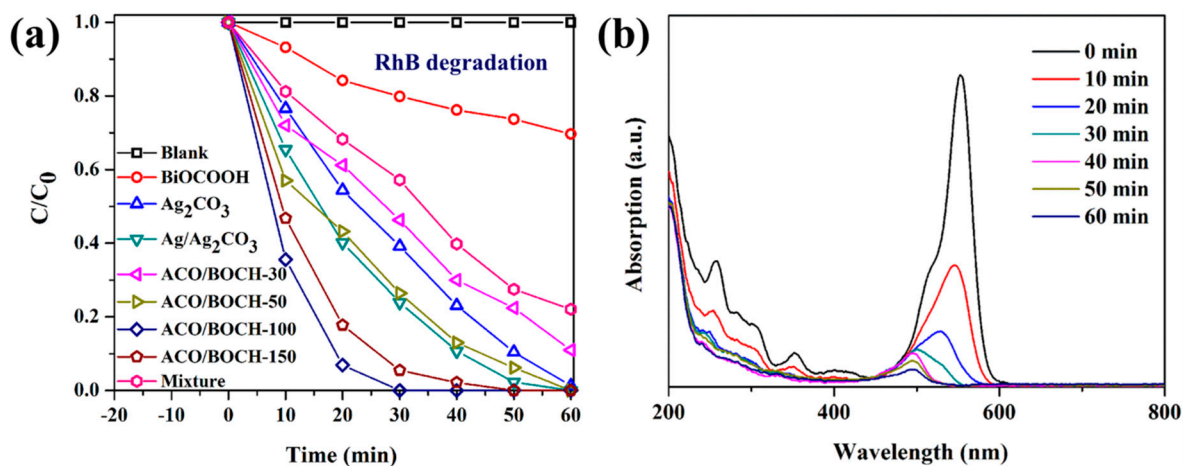 (a)
RhB degradation
1.0
0.8
0.6
0.4
0.2
0.0
C/C0
Blank
BiOCOOH
Ag2CO3
Ag/Ag2CO3
ACO/BOCH-30
ACO/BOCH-50
ACO/BOCH-100
ACO/BOCH-150
Mixture
-20 -10 0 10 20 30 40 50 60
Time (min)
(b)
0 min
10 min
20 min
30 min
40 min
50 min
60 min
Absorption (a.u.)
200 400 600 800
Wavelength (nm)